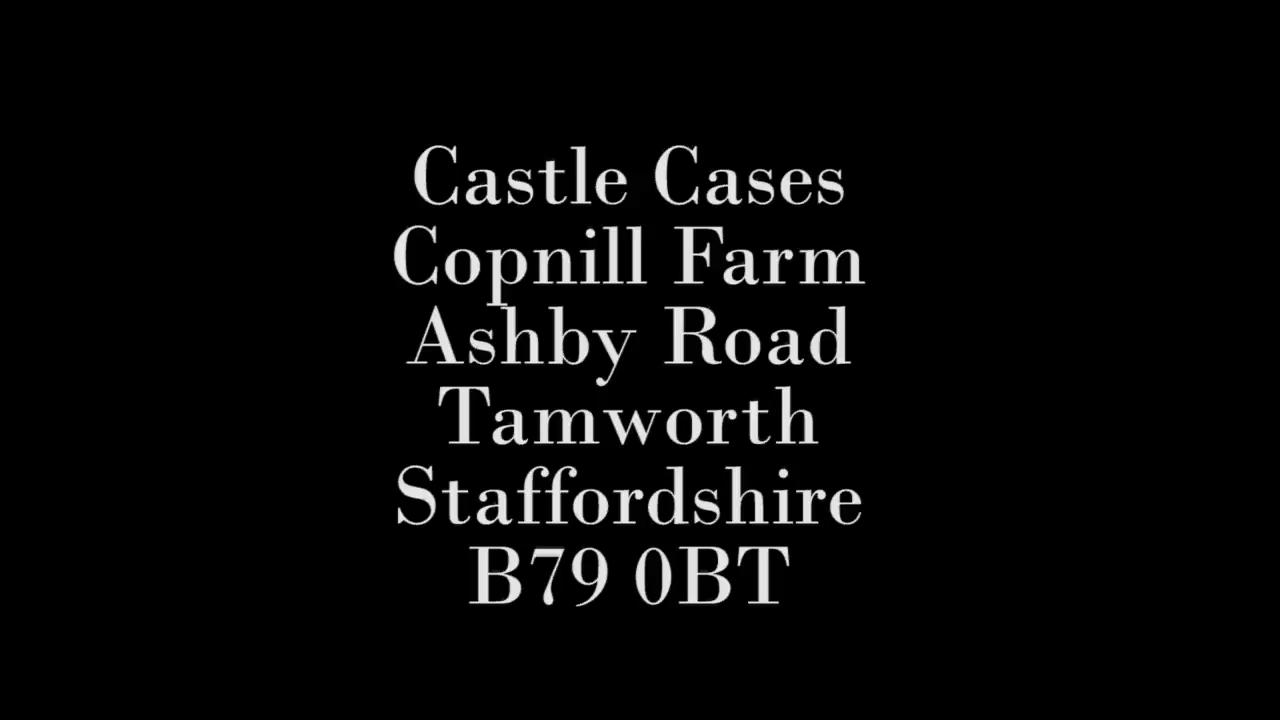 Castle Cases
Copnill Farm
Ashby Road
Tamworth
Staffordshire
B79 0BT